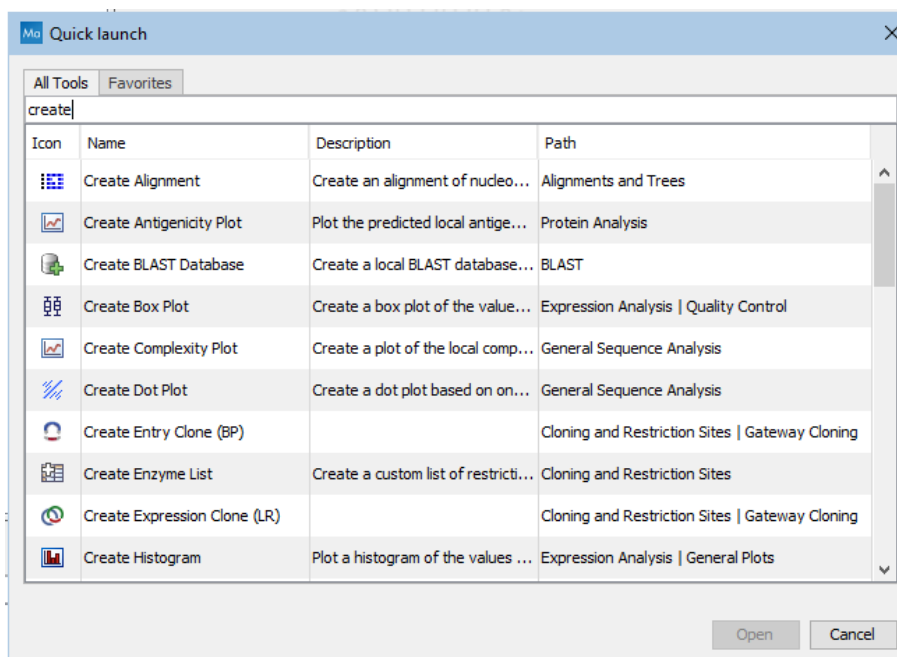 Ma Quick launch
All Tools Favorites
create
Icon Name Description Path
Create Alignment Create an alignment of nucleo... Alignments and Trees
Create Antigenicity Plot Plot the predicted local antige... Protein Analysis
Create BLAST Database Create a local BLAST database... BLAST
Create Box Plot Create a box plot of the value... Expression Analysis | Quality Control
Create Complexity Plot Create a plot of the local comp... General Sequence Analysis
Create Dot Plot Create a dot plot based on on... General Sequence Analysis
Create Entry Clone (BP) Cloning and Restriction Sites | Gateway Cloning
Create Enzyme List Create a custom list of restricti... Cloning and Restriction Sites
Create Expression Clone (LR) Cloning and Restriction Sites | Gateway Cloning
Create Histogram Plot a histogram of the values ... Expression Analysis | General Plots
Open Cancel